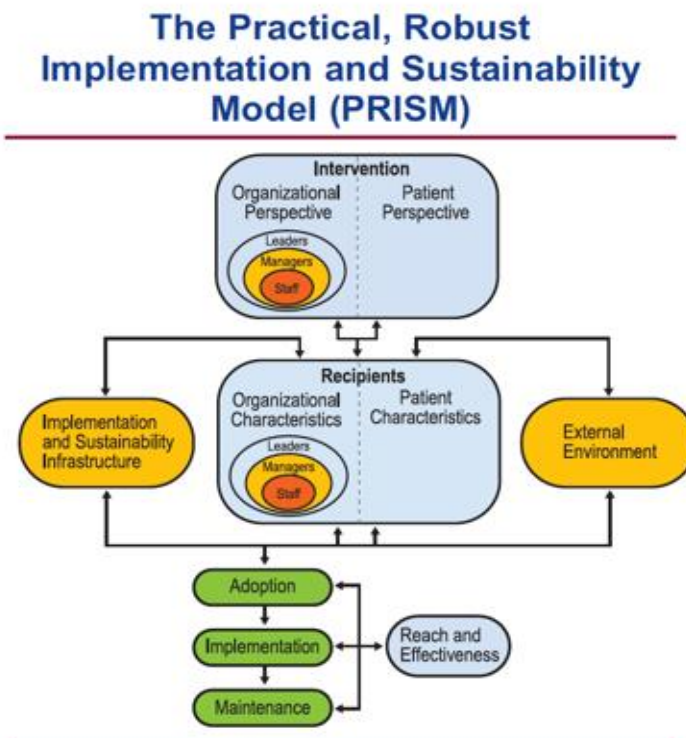 The Practical, Robust
Implementation and Sustainability
Model (PRISM)
Intervention
Organizational
Perspective
Patient
Perspective
Leaders
Managers
Staff
Recipients
Organizational
Characteristics
Patient
Characteristics
Leaders
Managers
Staff
Implementation
and Sustainability
Infrastructure
External
Environment
Adoption
Implementation
Reach and
Effectiveness
Maintenance